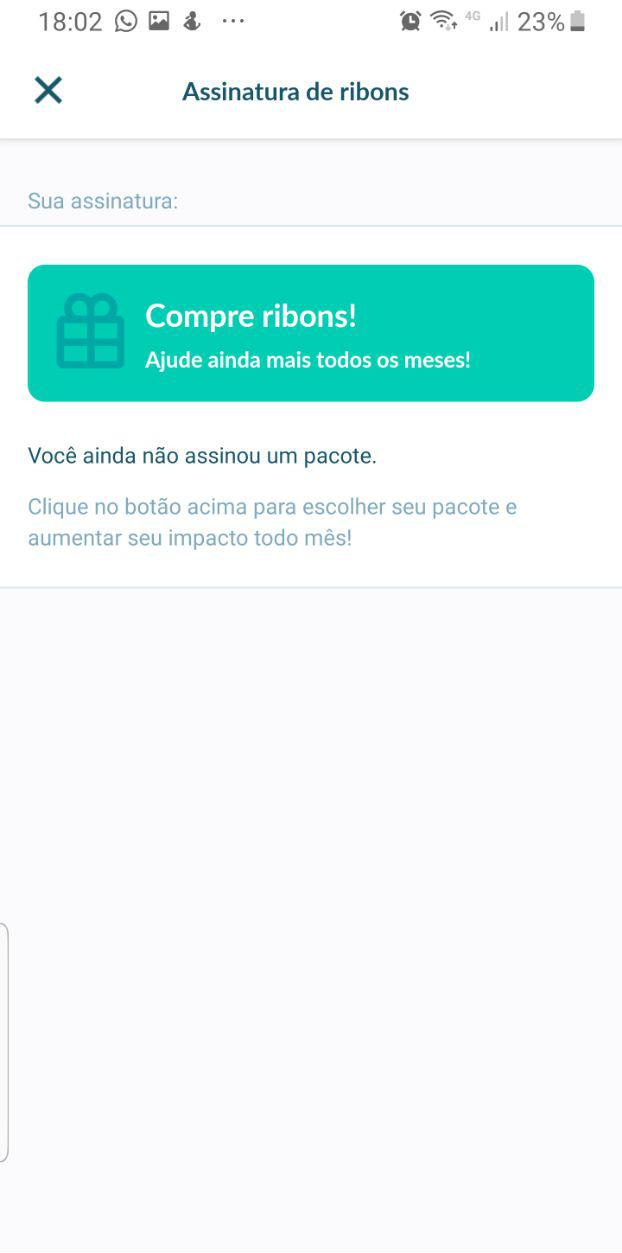 18:02 ... 4G 23%
Assinatura de ribons
Sua assinatura:
Compre ribons!
Ajude ainda mais todos os meses!
Você ainda não assinou um pacote.
Clique no botão acima para escolher seu pacote e
aumentar seu impacto todo mês!